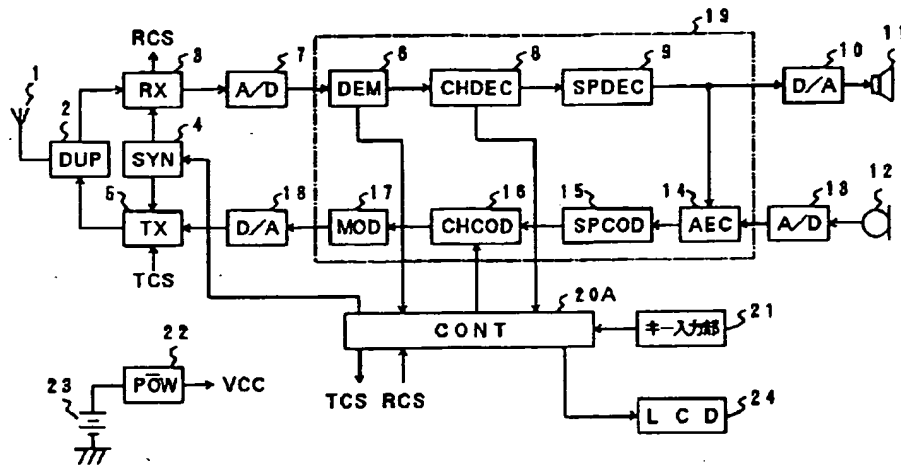 19
RCS
3
7
6
8
9
10
11
1
RX
A/D
DEM
CHDEC
SPDEC
D/A
2
4
DUP
SYN
5
18
17
16
15
14
13
12
TX
D/A
MOD
CHCOD
SPCOD
AEC
A/D
TCS
20A
CONT
21
キー入力部
22
POW
VCC
23
TCS RCS
LCD
24